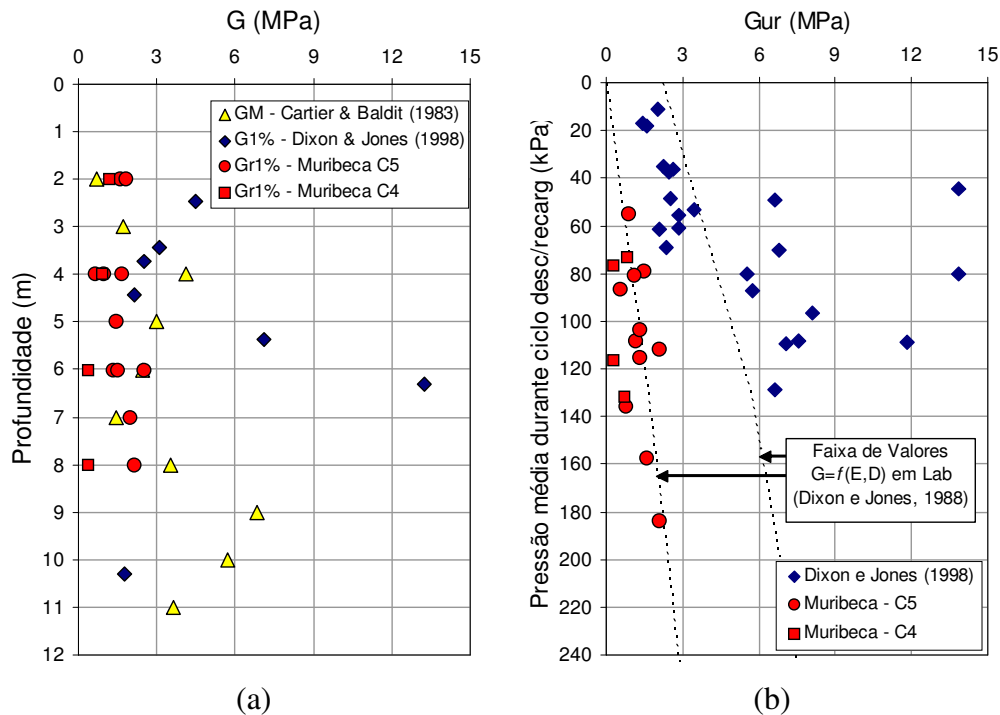 G (MPa)
0 3 6 9 12 15
0
1
2
3
4
5
6
7
8
9
10
11
12
Profundidade (m)
GM - Cartier & Baldit (1983)
G1% - Dixon & Jones (1998)
Gr1% - Muribeca C5
Gr1% - Muribeca C4
(a)
Gur (MPa)
0 3 6 9 12 15
0
20
40
60
80
100
120
140
160
180
200
220
240
Pressão média durante ciclo desc/recarg (kPa)
Faixa de Valores
G=f(E,D) em Lab
(Dixon e Jones, 1988)
Dixon e Jones (1998)
Muribeca - C5
Muribeca - C4
(b)